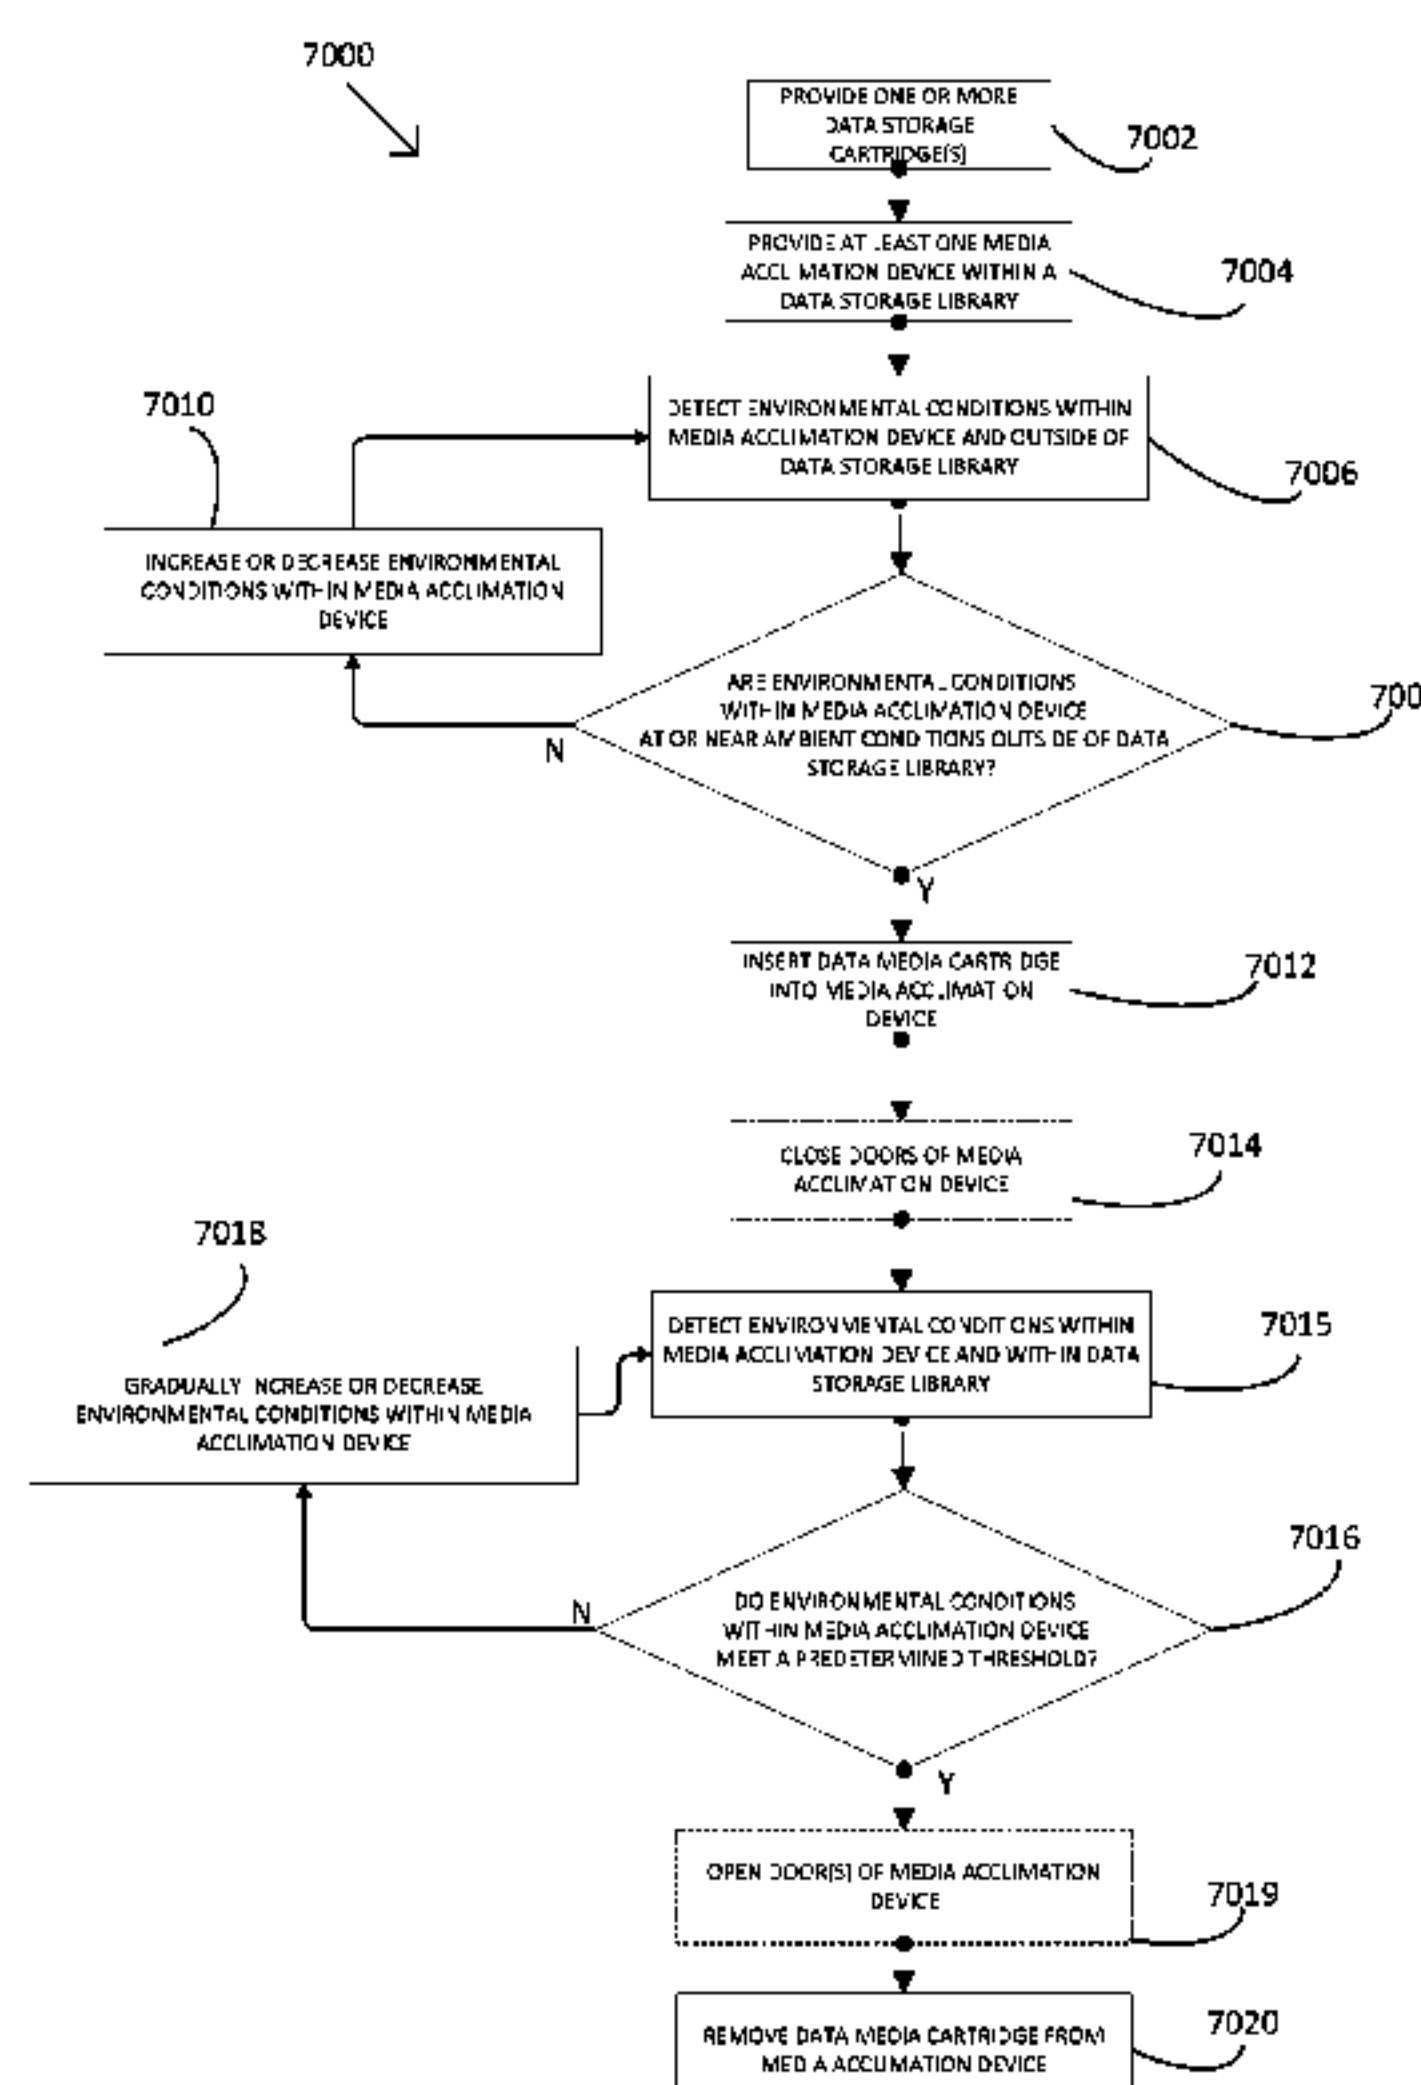 7000
PROVIDE ONE OR MORE
DATA STORAGE
CARTRIDGE(S)
7002
PROVIDE AT LEAST ONE MEDIA
ACCLIMATION DEVICE WITHIN A
DATA STORAGE LIBRARY
7004
DETECT ENVIRONMENTAL CONDITIONS WITHIN
MEDIA ACCLIMATION DEVICE AND OUTSIDE OF
DATA STORAGE LIBRARY
7006
7010
INCREASE OR DECREASE ENVIRONMENTAL
CONDITIONS WITHIN MEDIA ACCLIMATION
DEVICE
ARE ENVIRONMENTAL CONDITIONS
WITHIN MEDIA ACCLIMATION DEVICE
AT OR NEAR AMBIENT CONDITIONS OUTSIDE OF DATA
STORAGE LIBRARY?
700
N
Y
INSERT DATA MEDIA CARTRIDGE
INTO MEDIA ACCLIMATION
DEVICE
7012
CLOSE DOORS OF MEDIA
ACCLIMATION DEVICE
7014
7018
DETECT ENVIRONMENTAL CONDITIONS WITHIN
MEDIA ACCLIMATION DEVICE AND WITHIN DATA
STORAGE LIBRARY
7015
GRADUALLY INCREASE OR DECREASE
ENVIRONMENTAL CONDITIONS WITHIN MEDIA
ACCLIMATION DEVICE
DO ENVIRONMENTAL CONDITIONS
WITHIN MEDIA ACCLIMATION DEVICE
MEET A PREDETERMINED THRESHOLD?
7016
N
Y
OPEN DOOR(S) OF MEDIA ACCLIMATION
DEVICE
7019
REMOVE DATA MEDIA CARTRIDGE FROM
MEDIA ACCLIMATION DEVICE
7020